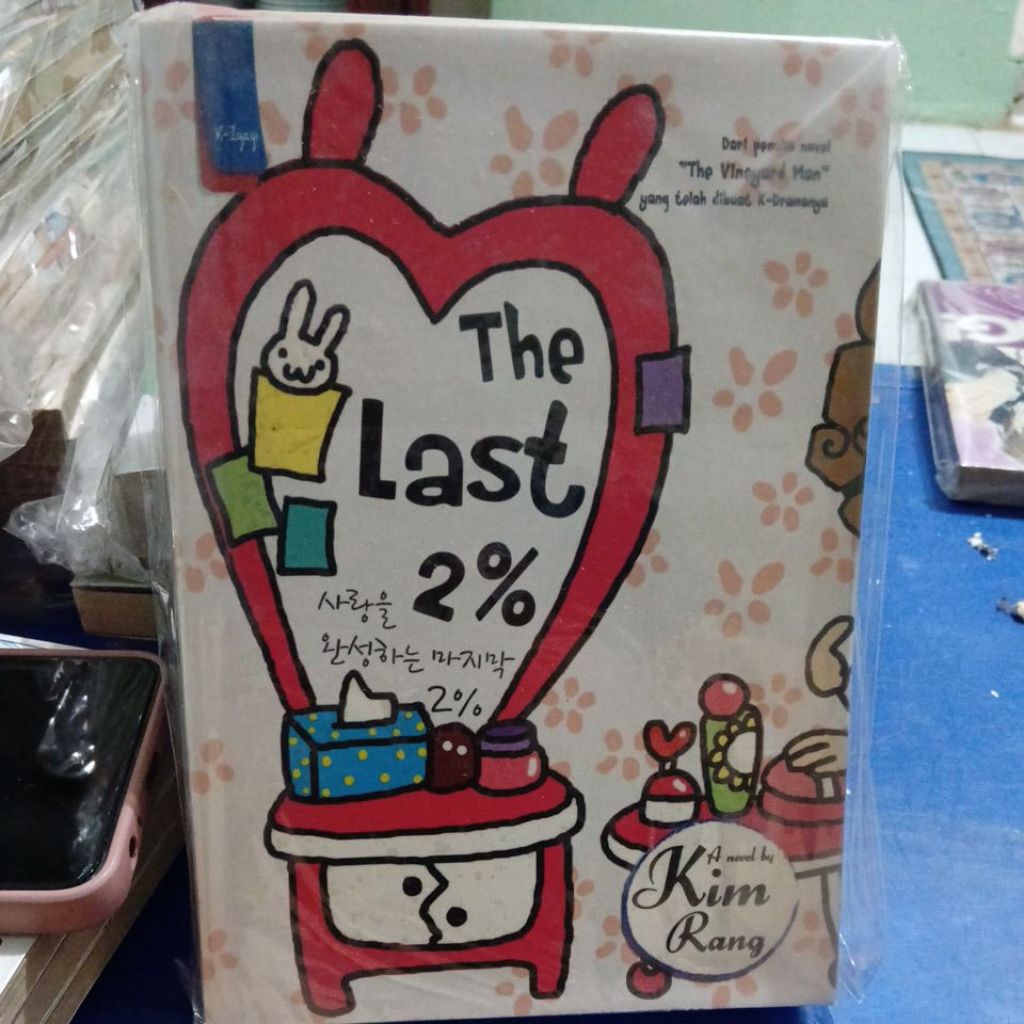 K-Iyagi
Dari penulis novel
"The Vineyard Man"
yang telah dibuat K-Dramanya
The
Last
2%
사랑을
완성하는 마지막
2%
A novel by
Kim
Rang